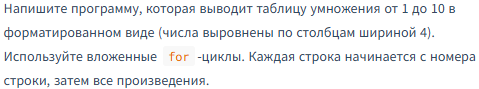 Напишите программу, которая выводит таблицу умножения от 1 до 10 в
форматированном виде (числа выровнены по столбцам шириной 4).
Используйте вложенные for -циклы. Каждая строка начинается с номера
строки, затем все произведения.